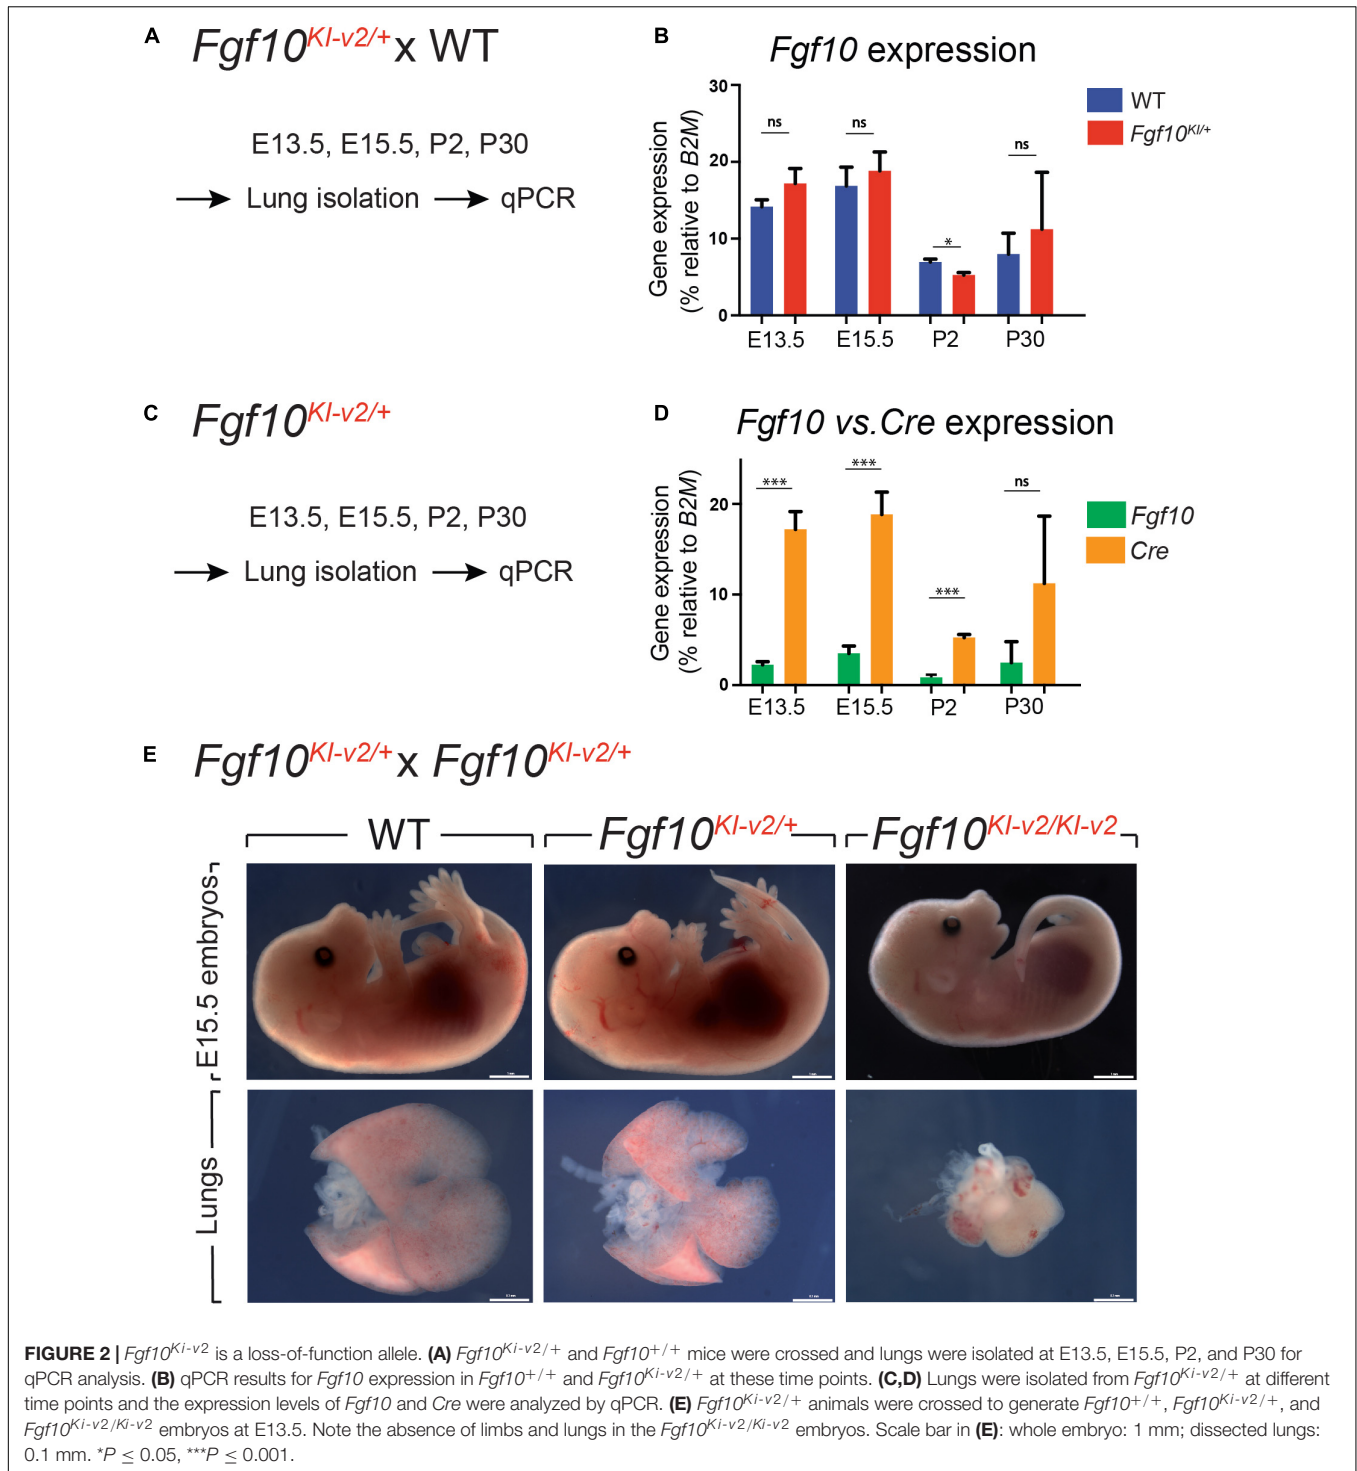 A
Fgf10KI-v2/+ x WT
E13.5, E15.5, P2, P30
Lung isolation
qPCR
B
Fgf10 expression
Gene expression
(% relative to B2M)
30
20
10
0
ns
ns
*
ns
E13.5
E15.5
P2
P30
WT
Fgf10KI/+
C
Fgf10KI-v2/+
E13.5, E15.5, P2, P30
Lung isolation
qPCR
D
Fgf10 vs.Cre expression
Gene expression
(% relative to B2M)
20
10
0
***
***
***
ns
E13.5
E15.5
P2
P30
Fgf10
Cre
E
Fgf10KI-v2/+ x Fgf10KI-v2/+
WT
Fgf10KI-v2/+
Fgf10KI-v2/KI-v2
E15.5 embryos
Lungs
FIGURE 2 | Fgf10Ki-v2 is a loss-of-function allele. (A) Fgf10Ki-v2/+ and Fgf10+/+ mice were crossed and lungs were isolated at E13.5, E15.5, P2, and P30 for
qPCR analysis. (B) qPCR results for Fgf10 expression in Fgf10+/+ and Fgf10Ki-v2/+ at these time points. (C,D) Lungs were isolated from Fgf10Ki-v2/+ at different
time points and the expression levels of Fgf10 and Cre were analyzed by qPCR. (E) Fgf10Ki-v2/+ animals were crossed to generate Fgf10+/+, Fgf10Ki-v2/+, and
Fgf10Ki-v2/Ki-v2 embryos at E13.5. Note the absence of limbs and lungs in the Fgf10Ki-v2/Ki-v2 embryos. Scale bar in (E): whole embryo: 1 mm; dissected lungs:
0.1 mm. *P ≤ 0.05, ***P ≤ 0.001.